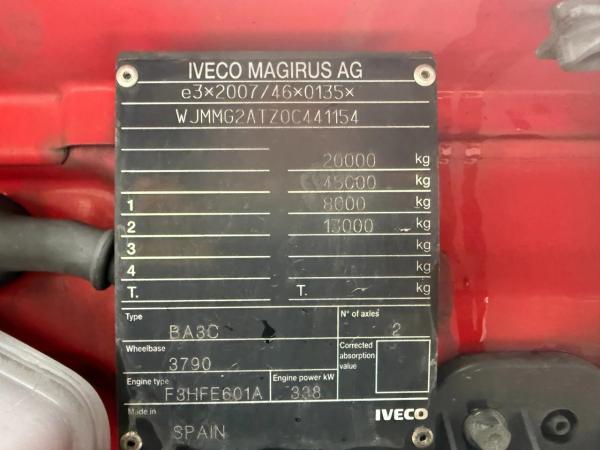 IVECO MAGIRUS AG
e3×2007/46×0135×
WJMMG2ATZ0C441154
20000 kg
45000 kg
1 8000 kg
2 13000 kg
3 kg
4 kg
T. T. kg
Type
BA3C
N° of axles
2
Wheelbase
3790
Corrected
absorption
value
Engine type
F3HFE601A
Engine power kW
338
Made in
SPAIN
IVECO